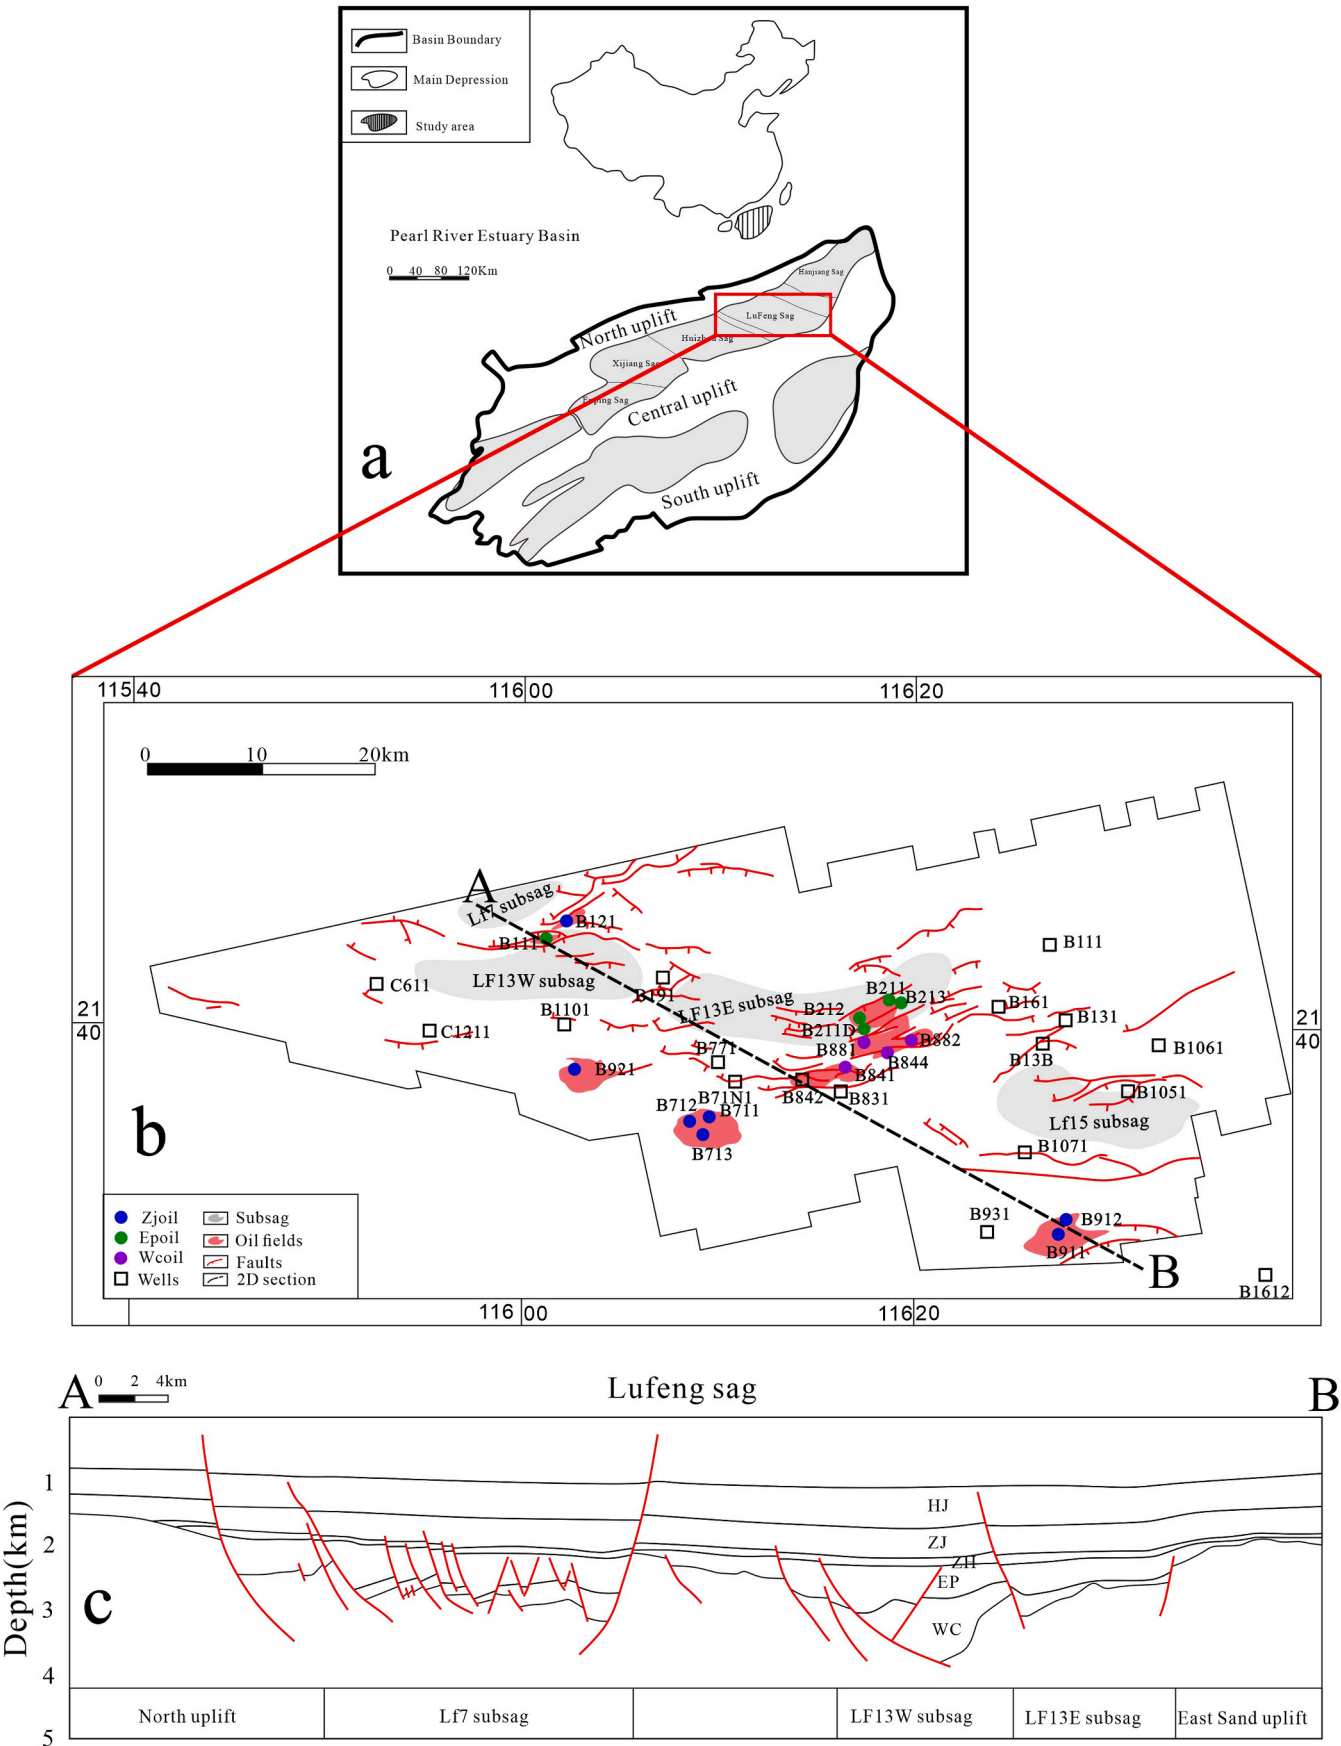 Basin Boundary
Main Depression
Study area
Pearl River Estuary Basin
0 40 80 120Km
Hanjiang Sag
LuFeng Sag
North uplift
Huizhou Sag
Xijiang Sag
Enping Sag
Central uplift
South uplift
a
115 40 116 00 116 20
0 10 20km
A
Lf7 subsag
B121
B111
B111
C611
LF13W subsag
B191
LF13E subsag
B211
B213
B212
B161
B1101
21
40
21
40
C1211
B211D
B131
B881
B882
B13B
B1061
B771
B844
B921
B841
B71N1
B842
B831
B1051
B712
B711
Lf15 subsag
B713
B1071
b
B931
B912
B911
B
B1612
Zjoil
Subsag
Epoil
Oil fields
Wcoil
Faults
Wells
2D section
116 00 116 20
A
0 2 4km
Lufeng sag
B
Depth(km)
1
2
3
4
5
HJ
ZJ
ZH
EP
WC
c
North uplift
Lf7 subsag
LF13W subsag
LF13E subsag
East Sand uplift